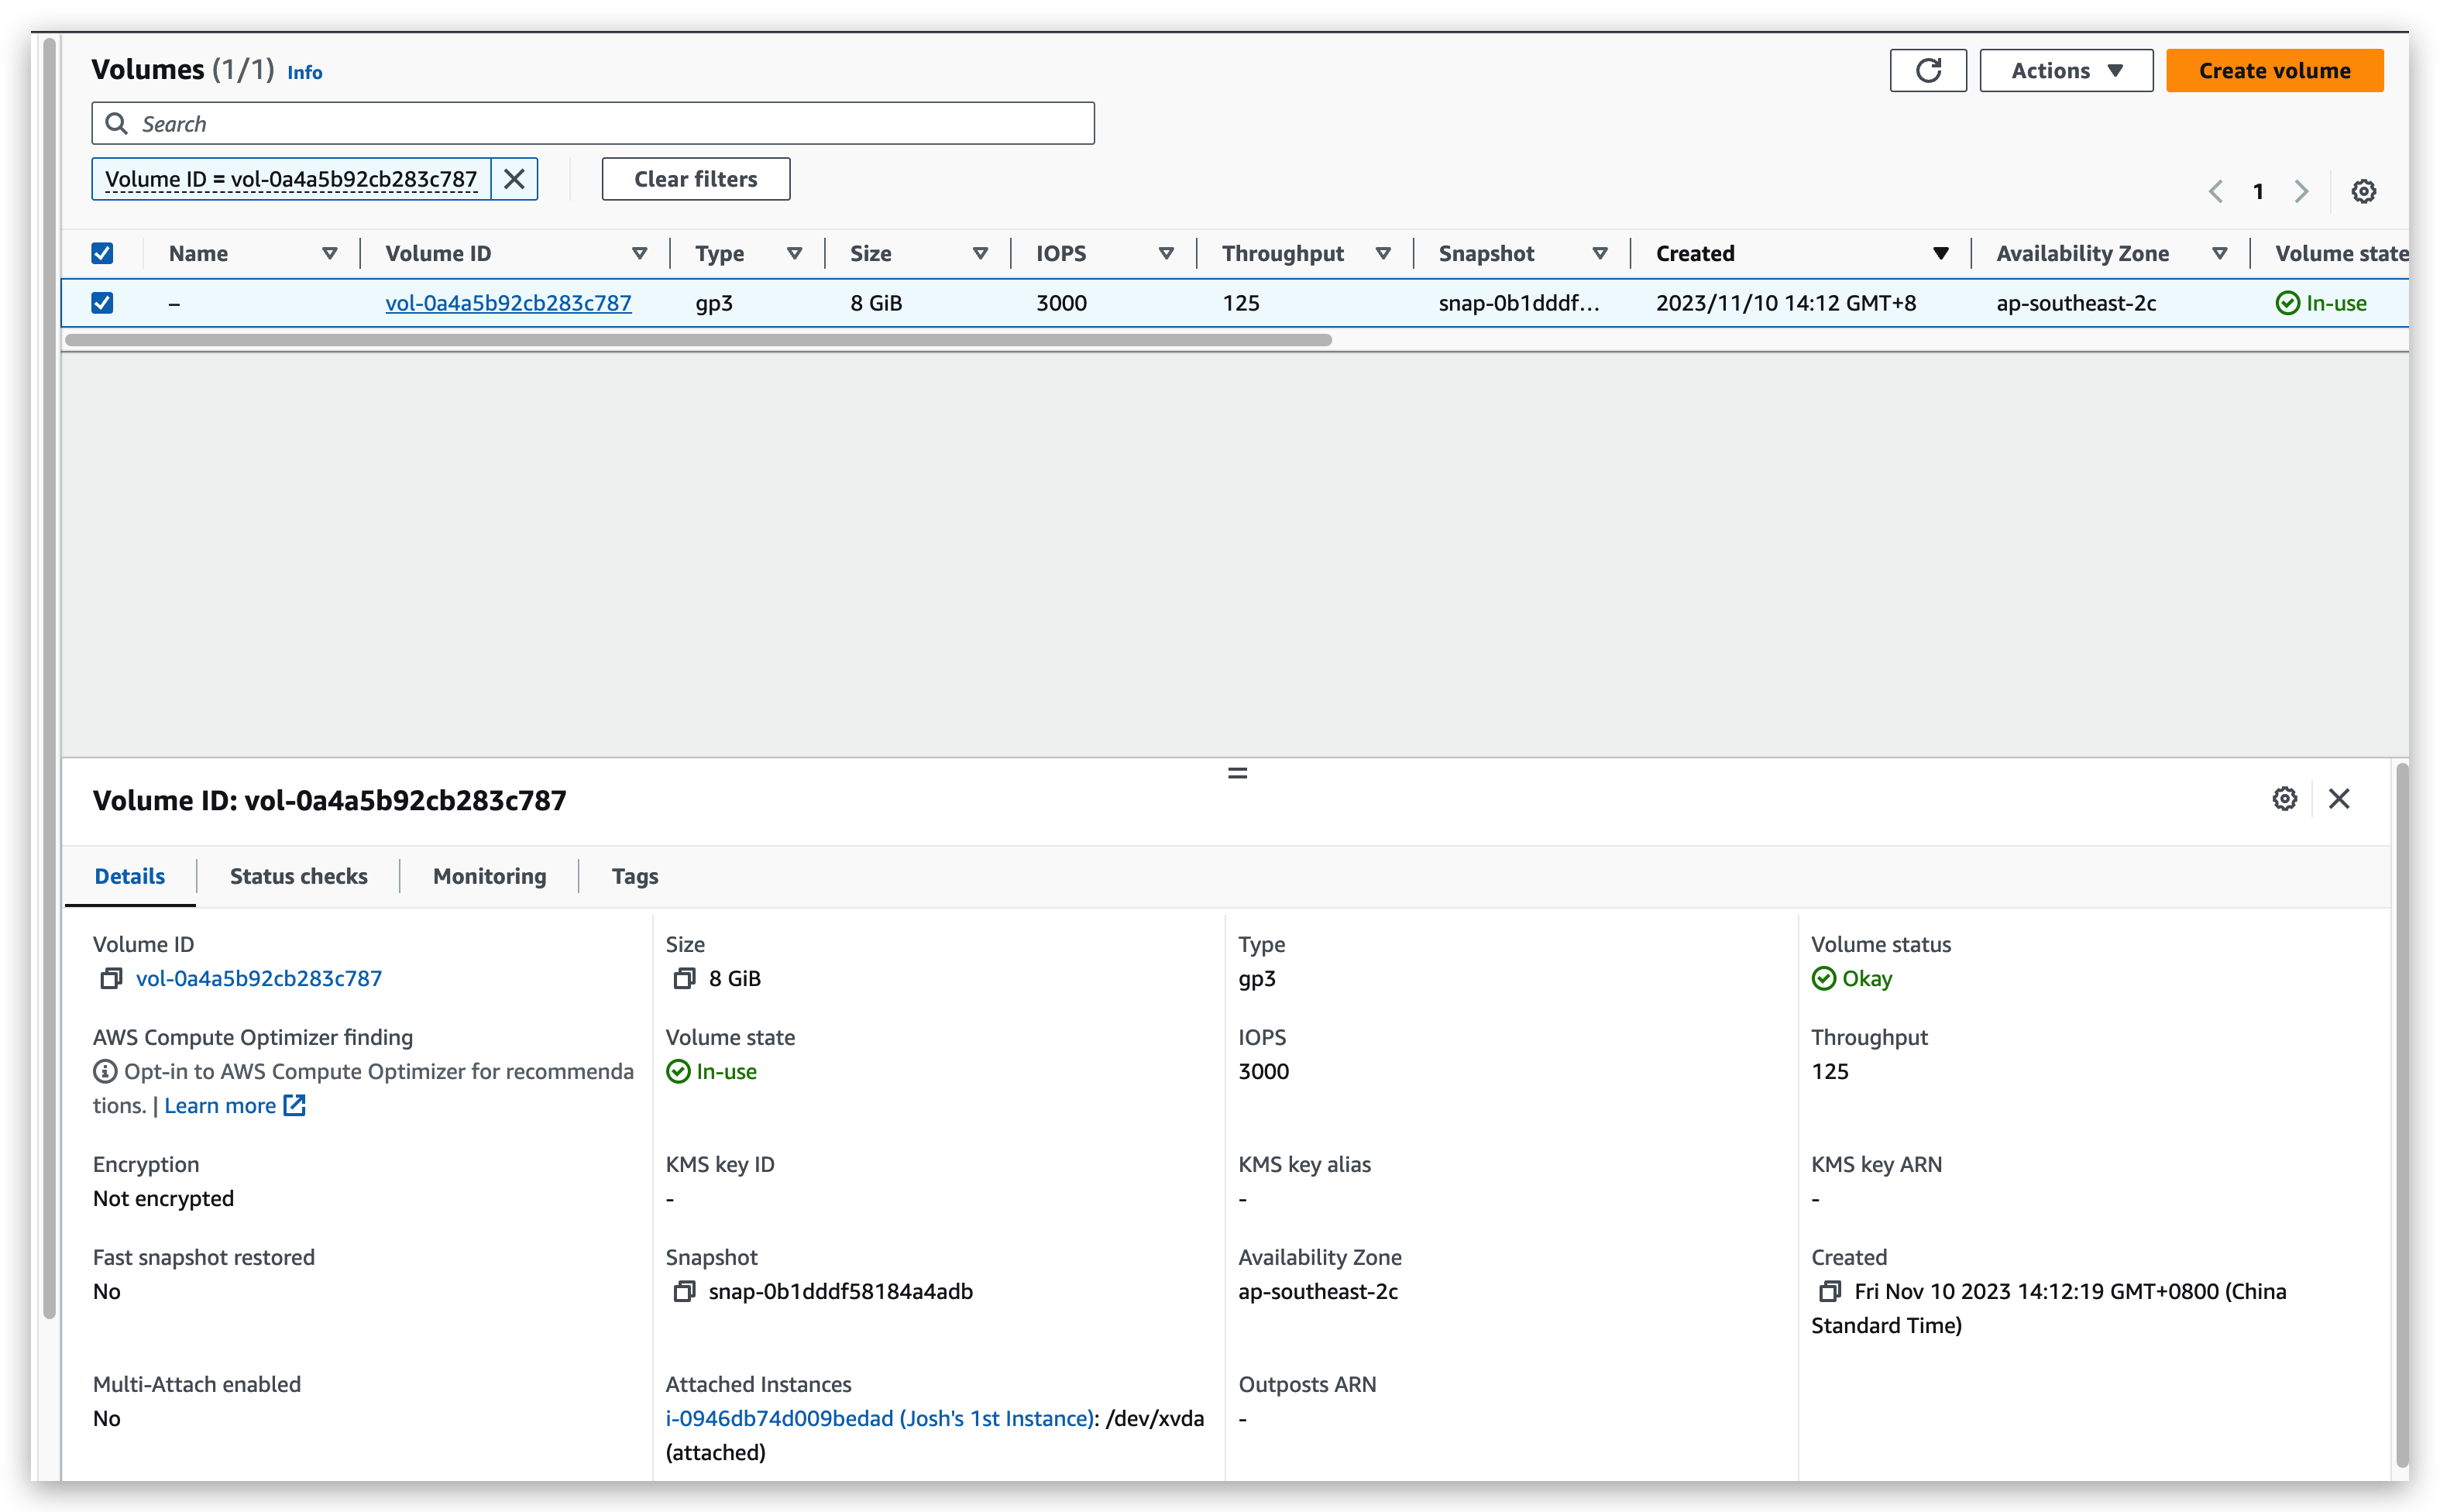 Volumes (1/1) Info
Actions
Create volume
Search
Volume ID = vol-0a4a5b92cb283c787
Clear filters
1
Name Volume ID Type Size IOPS Throughput Snapshot Created Availability Zone Volume state
– vol-0a4a5b92cb283c787 gp3 8 GiB 3000 125 snap-0b1dddf... 2023/11/10 14:12 GMT+8 ap-southeast-2c In-use
Volume ID: vol-0a4a5b92cb283c787
Details Status checks Monitoring Tags
Volume ID
vol-0a4a5b92cb283c787
Size
8 GiB
Type
gp3
Volume status
Okay
AWS Compute Optimizer finding
Opt-in to AWS Compute Optimizer for recommenda
tions. | Learn more
Volume state
In-use
IOPS
3000
Throughput
125
Encryption
Not encrypted
KMS key ID
-
KMS key alias
-
KMS key ARN
-
Fast snapshot restored
No
Snapshot
snap-0b1dddf58184a4adb
Availability Zone
ap-southeast-2c
Created
Fri Nov 10 2023 14:12:19 GMT+0800 (China
Standard Time)
Multi-Attach enabled
No
Attached Instances
i-0946db74d009bedad (Josh's 1st Instance): /dev/xvda
(attached)
Outposts ARN
-